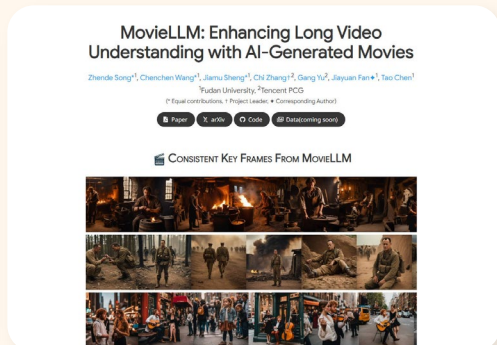 MovieLLM: Enhancing Long Video
Understanding with AI-Generated Movies
Zhende Song*¹, Chenchen Wang*¹, Jiamu Sheng*¹, Chi Zhang†², Gang Yu², Jiayuan Fan♦¹, Tao Chen¹
¹Fudan University, ²Tencent PCG
(* Equal contributions, † Project Leader, ♦ Corresponding Author)
Paper arXiv Code Data(coming soon)
CONSISTENT KEY FRAMES FROM MOVIELLM